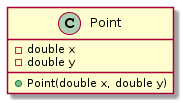 C Point
double x
double y
Point(double x, double y)